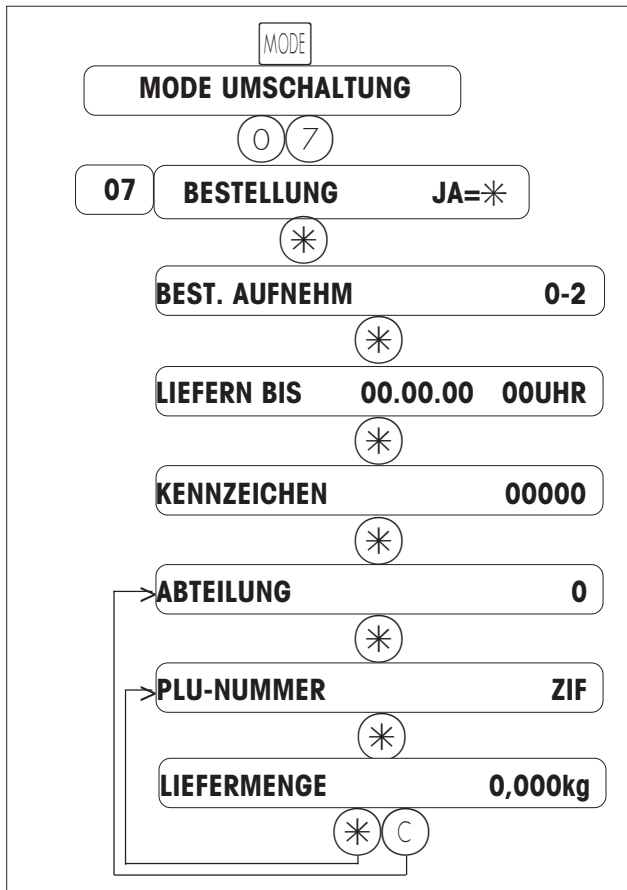 MODE
MODE UMSCHALTUNG
0 7
07 BESTELLUNG JA=✳
✳
BEST. AUFNEHM 0-2
✳
LIEFERN BIS 00.00.00 00UHR
✳
KENNZEICHEN 00000
✳
ABTEILUNG 0
✳
PLU-NUMMER ZIF
✳
LIEFERMENGE 0,000kg
✳ C